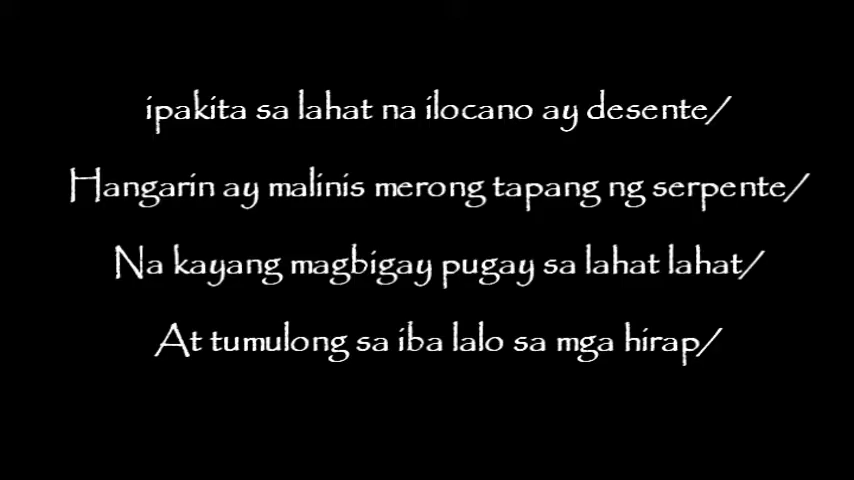 ipakita sa lahat na ilocano ay desente/
Hangarin ay malinis merong tapang ng serpente/
Na kayang magbigay pugay sa lahat lahat/
At tumulong sa iba lalo sa mga hirap/